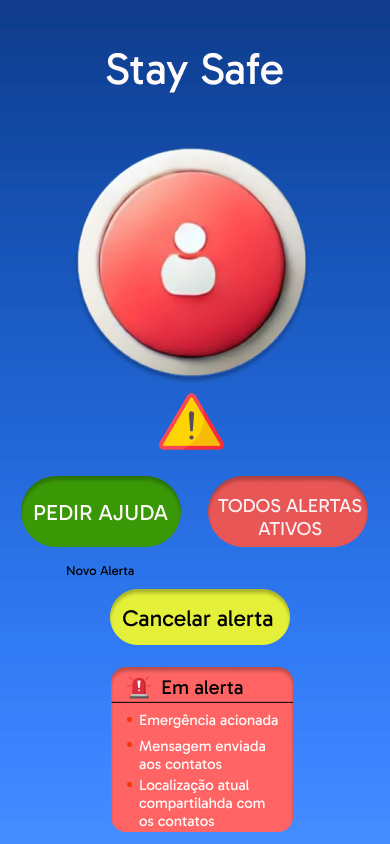 Stay Safe
PEDIR AJUDA
TODOS ALERTAS
ATIVOS
Novo Alerta
Cancelar alerta
Em alerta
Emergência acionada
Mensagem enviada
aos contatos
Localização atual
compartilahda com
os contatos